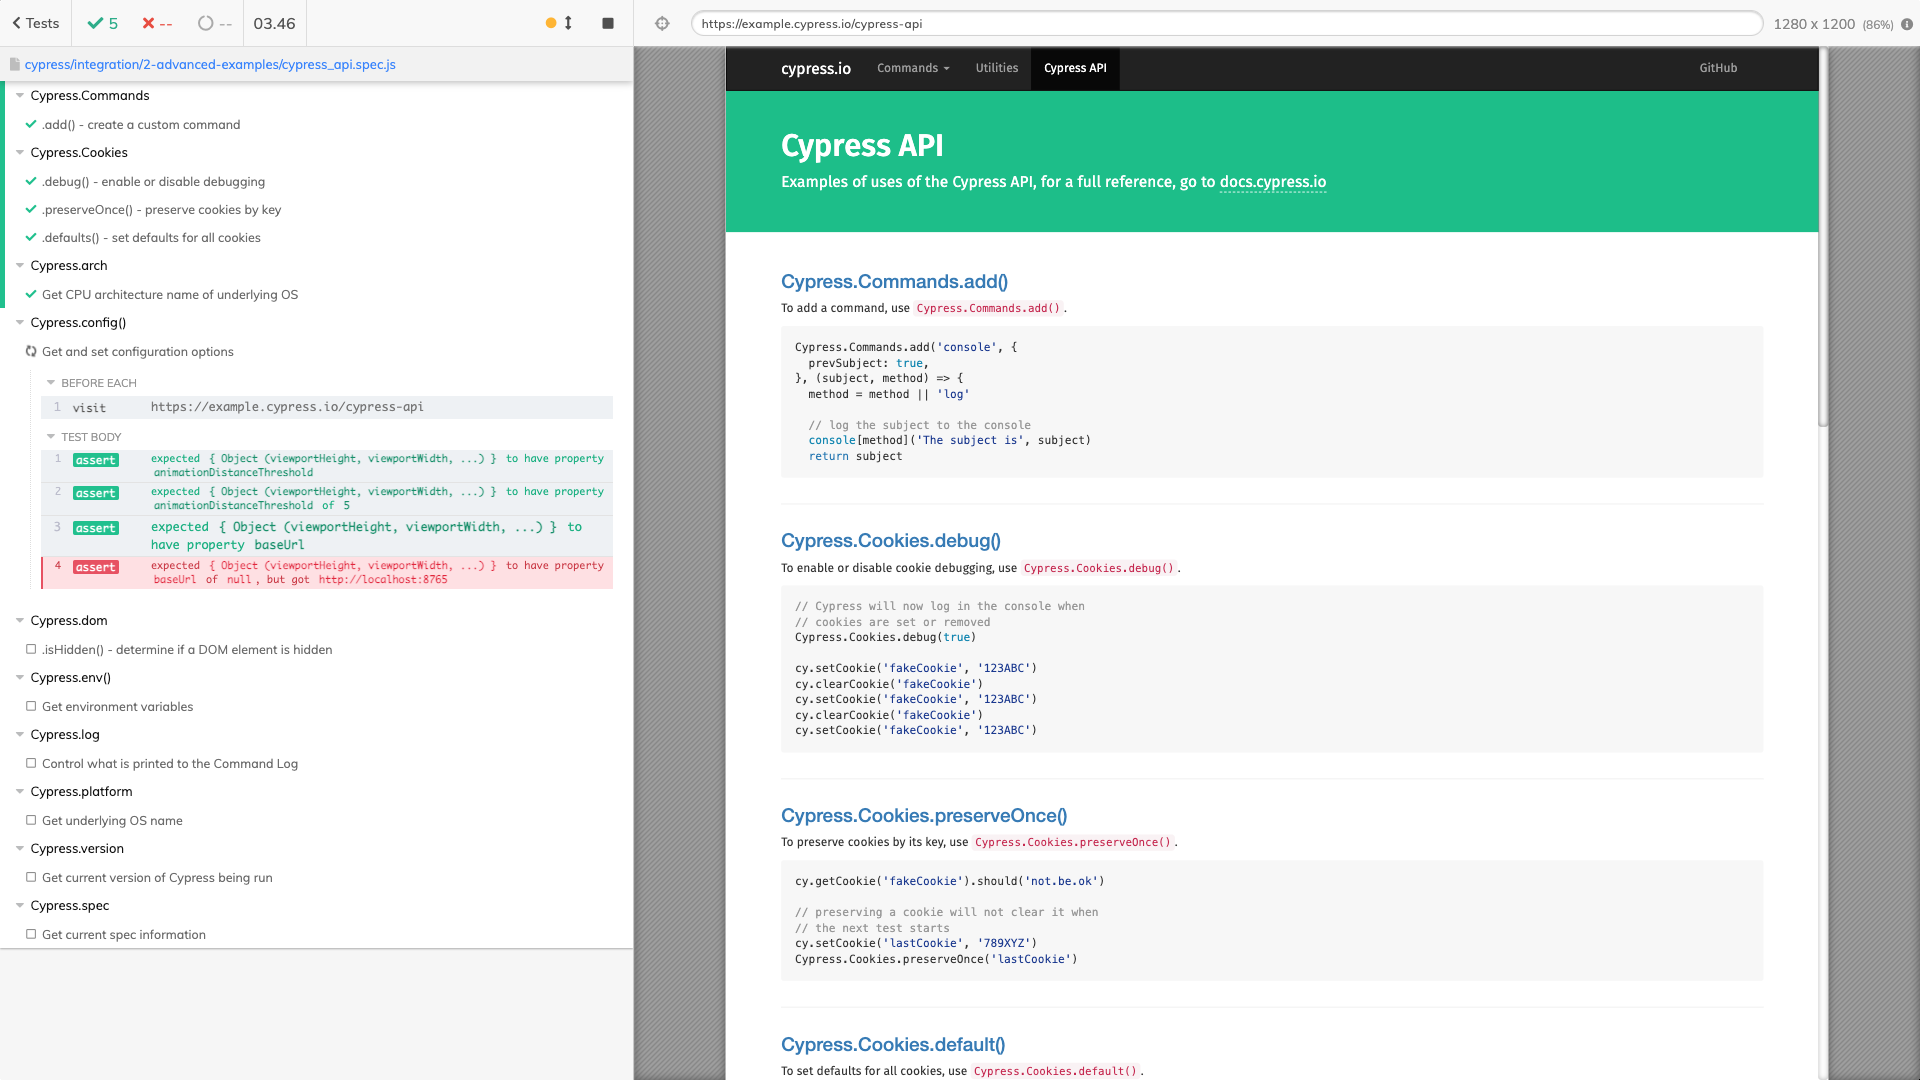 Tests
5
--
--
03.46
https://example.cypress.io/cypress-api
1280 x 1200 (86%)
cypress/integration/2-advanced-examples/cypress_api.spec.js
Cypress.Commands
.add() - create a custom command
Cypress.Cookies
.debug() - enable or disable debugging
.preserveOnce() - preserve cookies by key
.defaults() - set defaults for all cookies
Cypress.arch
Get CPU architecture name of underlying OS
Cypress.config()
Get and set configuration options
BEFORE EACH
1 visit https://example.cypress.io/cypress-api
TEST BODY
1 assert expected { Object (viewportHeight, viewportWidth, ...) } to have property
animationDistanceThreshold
2 assert expected { Object (viewportHeight, viewportWidth, ...) } to have property
animationDistanceThreshold of 5
3 assert expected { Object (viewportHeight, viewportWidth, ...) } to
have property baseUrl
4 assert expected { Object (viewportHeight, viewportWidth, ...) } to have property
baseUrl of null, but got http://localhost:8765
Cypress.dom
.isHidden() - determine if a DOM element is hidden
Cypress.env()
Get environment variables
Cypress.log
Control what is printed to the Command Log
Cypress.platform
Get underlying OS name
Cypress.version
Get current version of Cypress being run
Cypress.spec
Get current spec information
cypress.io
Commands
Utilities
Cypress API
GitHub
Cypress API
Examples of uses of the Cypress API, for a full reference, go to docs.cypress.io
Cypress.Commands.add()
To add a command, use Cypress.Commands.add().
Cypress.Commands.add('console', {
prevSubject: true,
}, (subject, method) => {
method = method || 'log'
// log the subject to the console
console[method]('The subject is', subject)
return subject
Cypress.Cookies.debug()
To enable or disable cookie debugging, use Cypress.Cookies.debug().
// Cypress will now log in the console when
// cookies are set or removed
Cypress.Cookies.debug(true)
cy.setCookie('fakeCookie', '123ABC')
cy.clearCookie('fakeCookie')
cy.setCookie('fakeCookie', '123ABC')
cy.clearCookie('fakeCookie')
cy.setCookie('fakeCookie', '123ABC')
Cypress.Cookies.preserveOnce()
To preserve cookies by its key, use Cypress.Cookies.preserveOnce().
cy.getCookie('fakeCookie').should('not.be.ok')
// preserving a cookie will not clear it when
// the next test starts
cy.setCookie('lastCookie', '789XYZ')
Cypress.Cookies.preserveOnce('lastCookie')
Cypress.Cookies.default()
To set defaults for all cookies, use Cypress.Cookies.default().